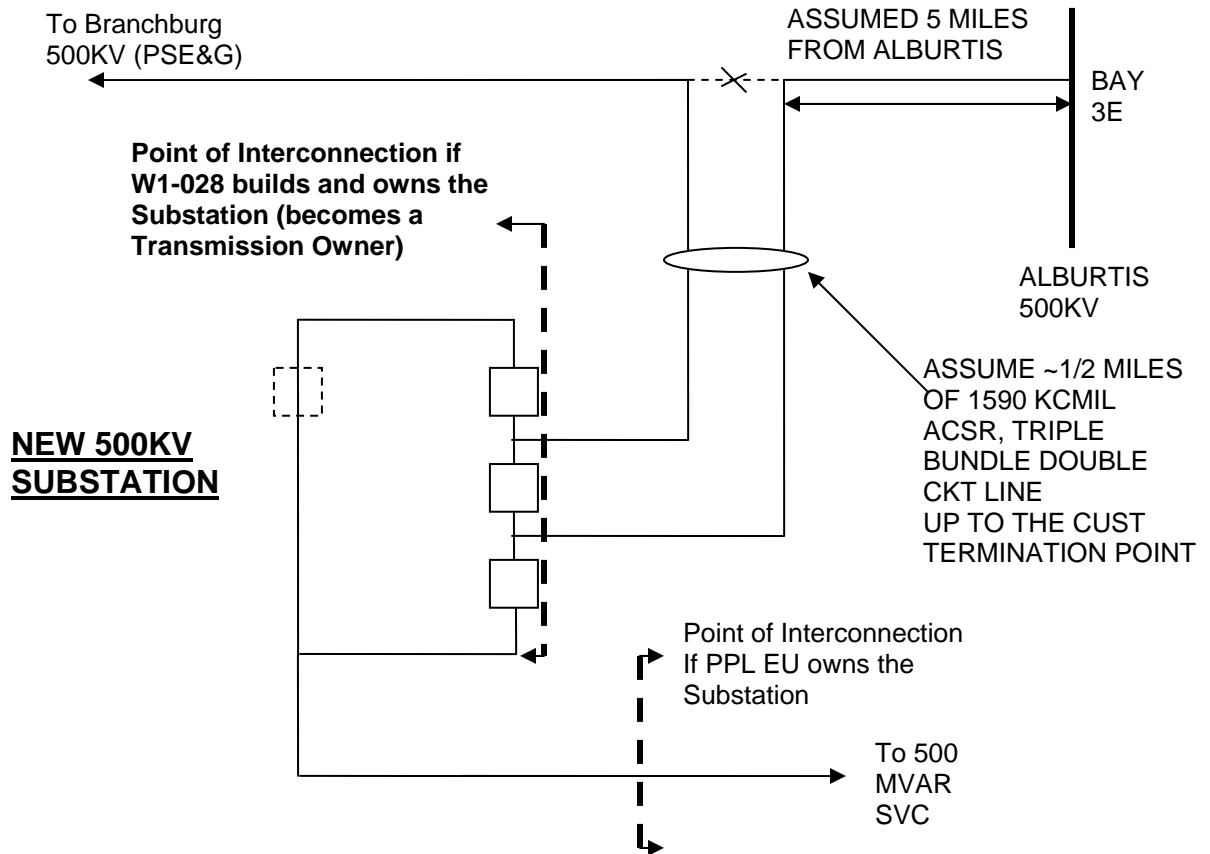 To Branchburg
500KV (PSE&G)
ASSUMED 5 MILES
FROM ALBURTIS
BAY
3E
Point of Interconnection if
W1-028 builds and owns the
Substation (becomes a
Transmission Owner)
ALBURTIS
500KV
ASSUME ~1/2 MILES
OF 1590 KCMIL
ACSR, TRIPLE
BUNDLE DOUBLE
CKT LINE
UP TO THE CUST
TERMINATION POINT
NEW 500KV
SUBSTATION
Point of Interconnection
If PPL EU owns the
Substation
To 500
MVAR
SVC